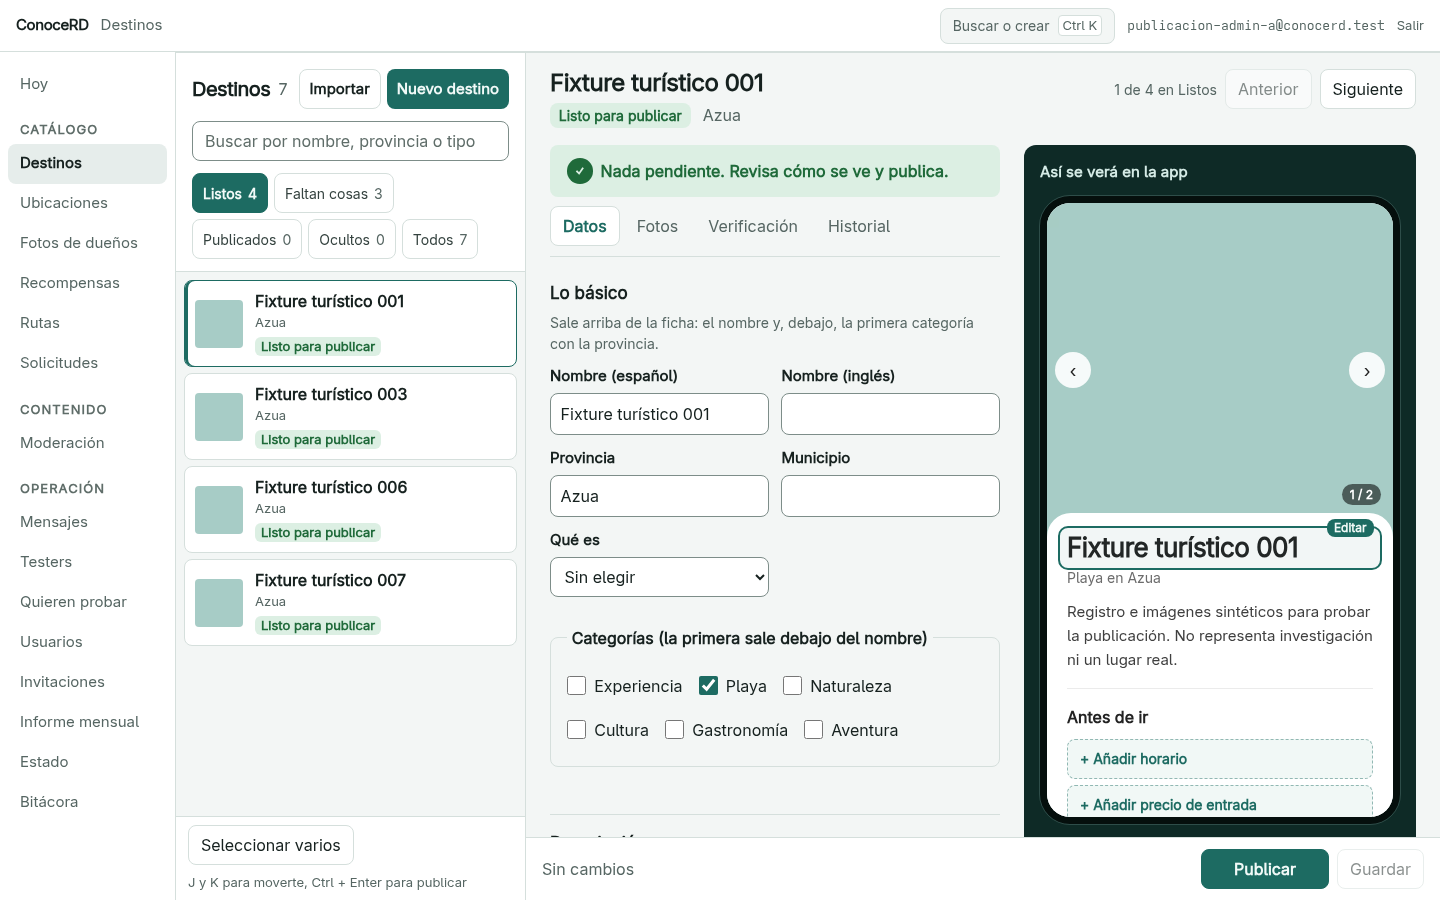 ConoceRD Destinos
Buscar o crear Ctrl K
publicacion-admin-a@conocerd.test Salir
Hoy
CATÁLOGO
Destinos
Ubicaciones
Fotos de dueños
Recompensas
Rutas
Solicitudes
CONTENIDO
Moderación
OPERACIÓN
Mensajes
Testers
Quieren probar
Usuarios
Invitaciones
Informe mensual
Estado
Bitácora
Destinos 7 Importar Nuevo destino
Buscar por nombre, provincia o tipo
Listos 4 Faltan cosas 3
Publicados 0 Ocultos 0 Todos 7
Fixture turístico 001
Azua
Listo para publicar
Fixture turístico 003
Azua
Listo para publicar
Fixture turístico 006
Azua
Listo para publicar
Fixture turístico 007
Azua
Listo para publicar
Seleccionar varios
J y K para moverte, Ctrl + Enter para publicar
Fixture turístico 001
Listo para publicar Azua
1 de 4 en Listos Anterior Siguiente
Nada pendiente. Revisa cómo se ve y publica.
Datos Fotos Verificación Historial
Lo básico
Sale arriba de la ficha: el nombre y, debajo, la primera categoría
con la provincia.
Nombre (español) Nombre (inglés)
Fixture turístico 001
Provincia Municipio
Azua
Qué es
Sin elegir
Categorías (la primera sale debajo del nombre)
Experiencia Playa Naturaleza
Cultura Gastronomía Aventura
Así se verá en la app
‹ ›
1 / 2
Editar
Fixture turístico 001
Playa en Azua
Registro e imágenes sintéticos para probar
la publicación. No representa investigación
ni un lugar real.
Antes de ir
+ Añadir horario
+ Añadir precio de entrada
Sin cambios Publicar Guardar